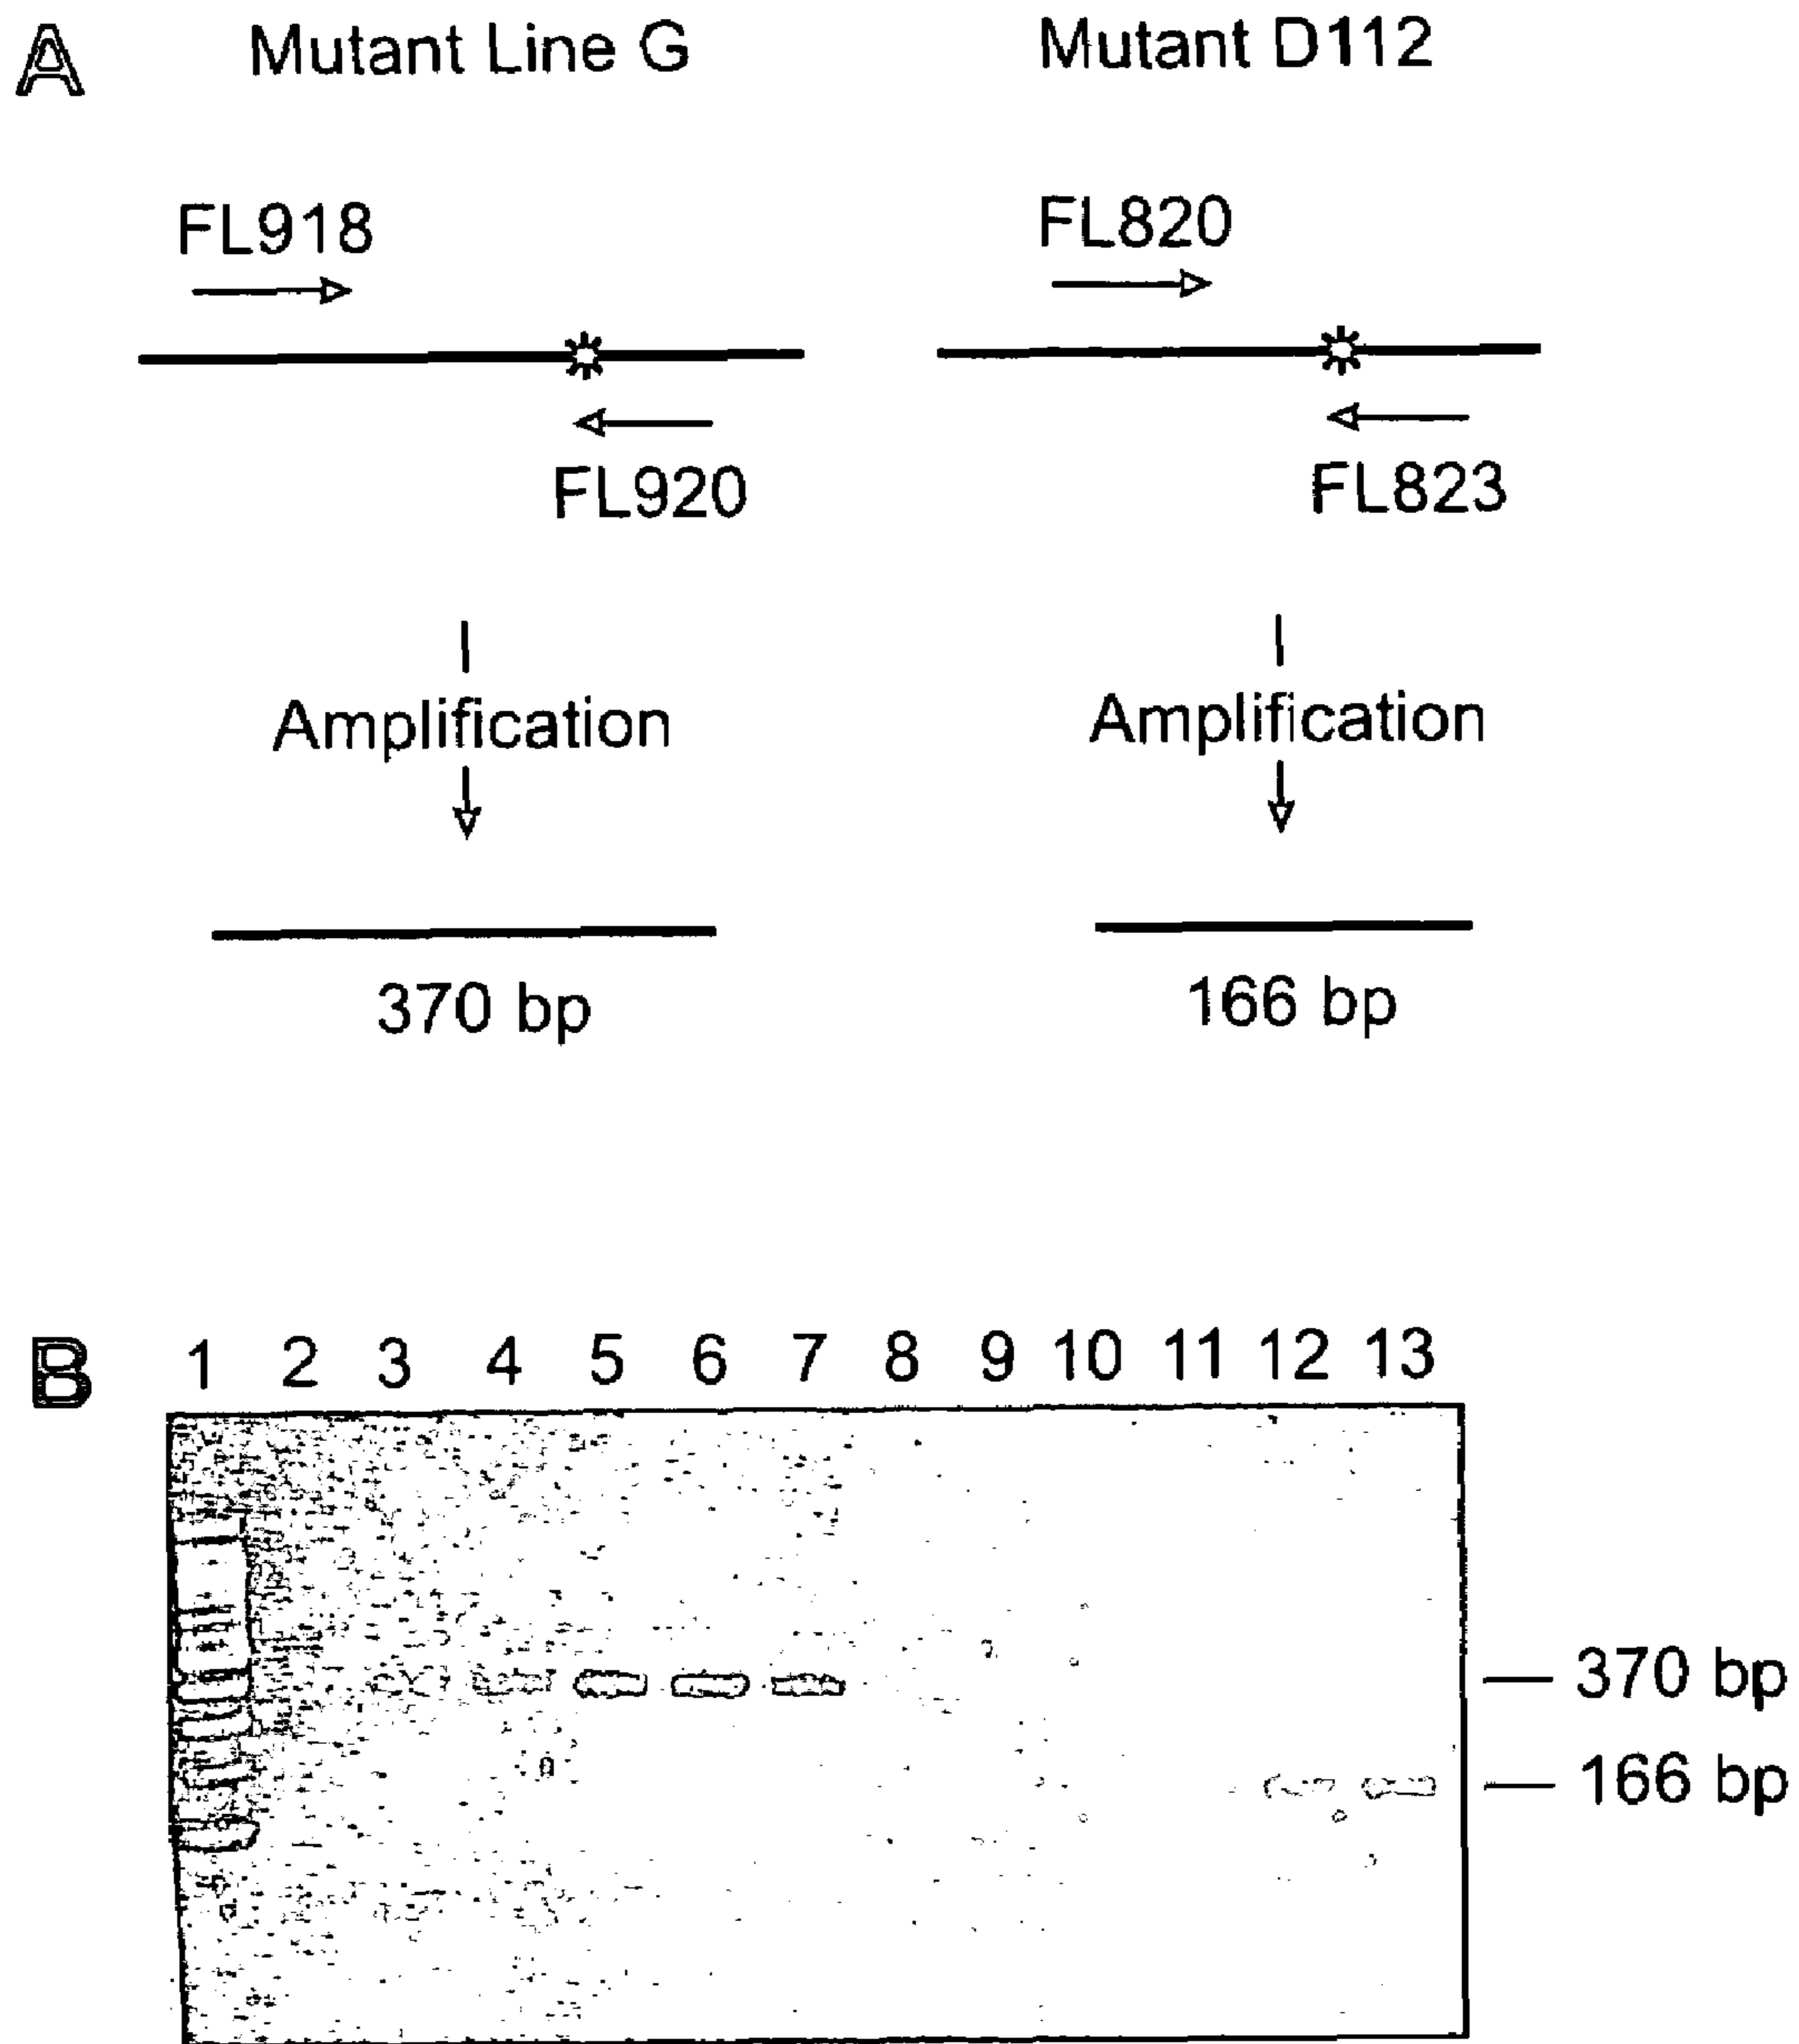 A Mutant Line G Mutant D112
FL918 FL820
FL920 FL823
Amplification Amplification
370 bp 166 bp
B 1 2 3 4 5 6 7 8 9 10 11 12 13
370 bp
166 bp